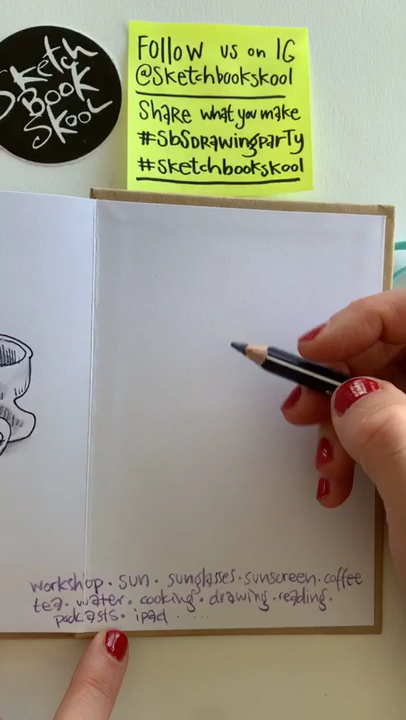 Sketch
Book
Skool
Follow us on IG
@Sketchbookskool
Share what you make
#SbSDrawingParTy
#Sketchbookskool
workshop. sun. sunglasses. sunscreen. coffee
tea. water. cooking. drawing. reading.
podcasts. ipad.....